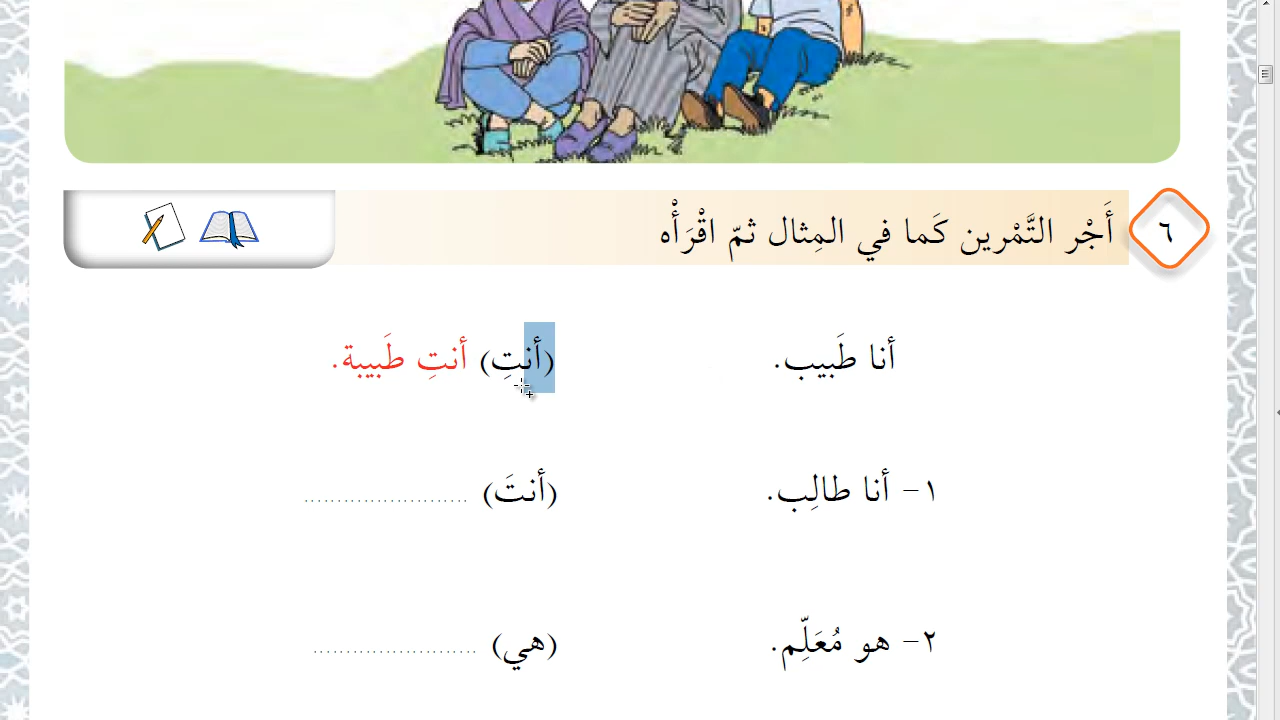 ٦ أَجْر التَّمْرين كَما في المِثال ثمّ اقْرَأْه
أنا طَبيب. (أنتِ) أنتِ طَبيبة.
١- أنا طالِب. (أنتَ) ........................
٢- هو مُعَلِّم. (هي) ........................